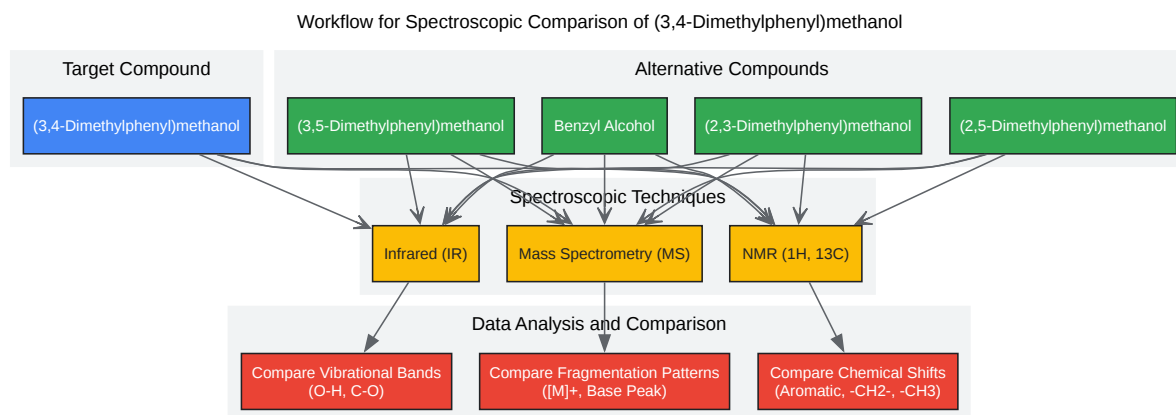 Workflow for Spectroscopic Comparison of (3,4-Dimethylphenyl)methanol
Target Compound
Alternative Compounds
(3,4-Dimethylphenyl)methanol
(3,5-Dimethylphenyl)methanol
Benzyl Alcohol
(2,3-Dimethylphenyl)methanol
(2,5-Dimethylphenyl)methanol
Spectroscopic Techniques
Infrared (IR)
Mass Spectrometry (MS)
NMR (1H, 13C)
Data Analysis and Comparison
Compare Vibrational Bands
(O-H, C-O)
Compare Fragmentation Patterns
([M]+, Base Peak)
Compare Chemical Shifts
(Aromatic, -CH2-, -CH3)